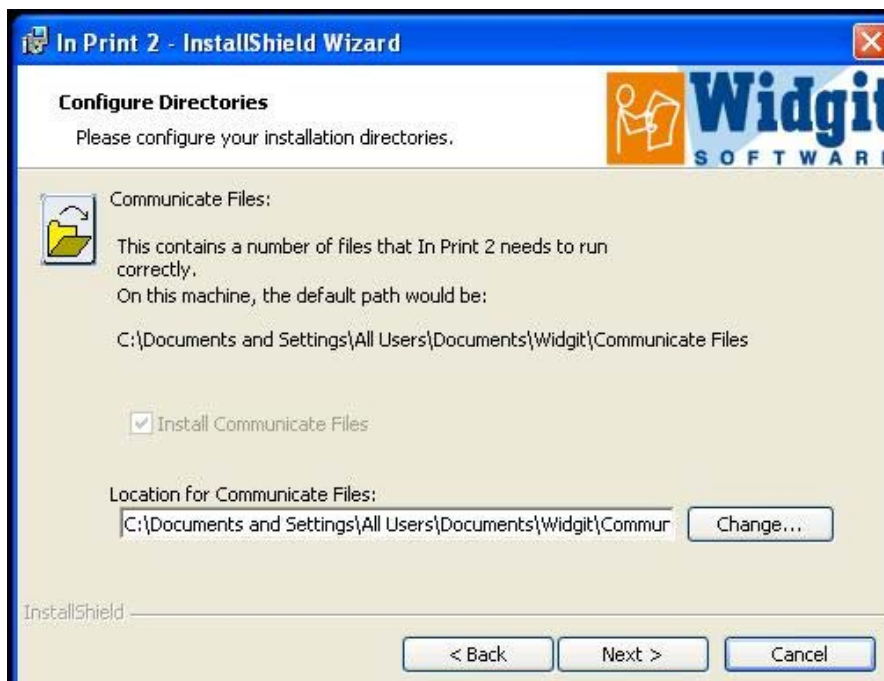 In Print 2 - InstallShield Wizard
Configure Directories
Please configure your installation directories.
Widgit
SOFTWAR
Communicate Files:
This contains a number of files that In Print 2 needs to run
correctly.
On this machine, the default path would be:
C:\Documents and Settings\All Users\Documents\Widgit\Communicate Files
Install Communicate Files
Location for Communicate Files:
C:\Documents and Settings\All Users\Documents\Widgit\Commun
Change...
InstallShield
< Back
Next >
Cancel